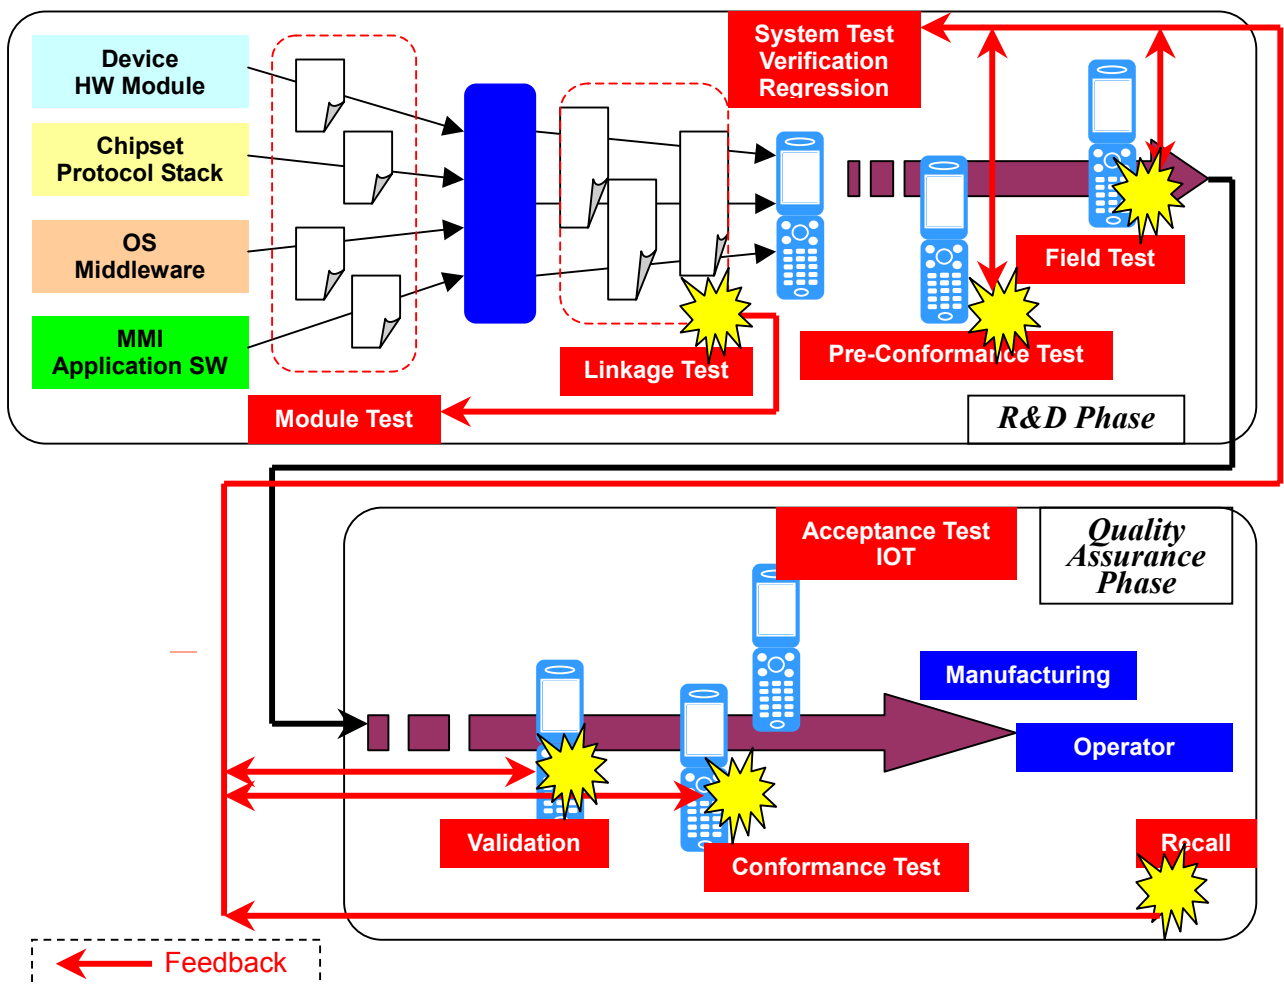 Device
HW Module
Chipset
Protocol Stack
OS
Middleware
MMI
Application SW
System Test
Verification
Regression
Field Test
Pre-Conformance Test
Linkage Test
Module Test
R&D Phase
Acceptance Test
IOT
Quality
Assurance
Phase
Manufacturing
Operator
Validation
Conformance Test
Recall
Feedback